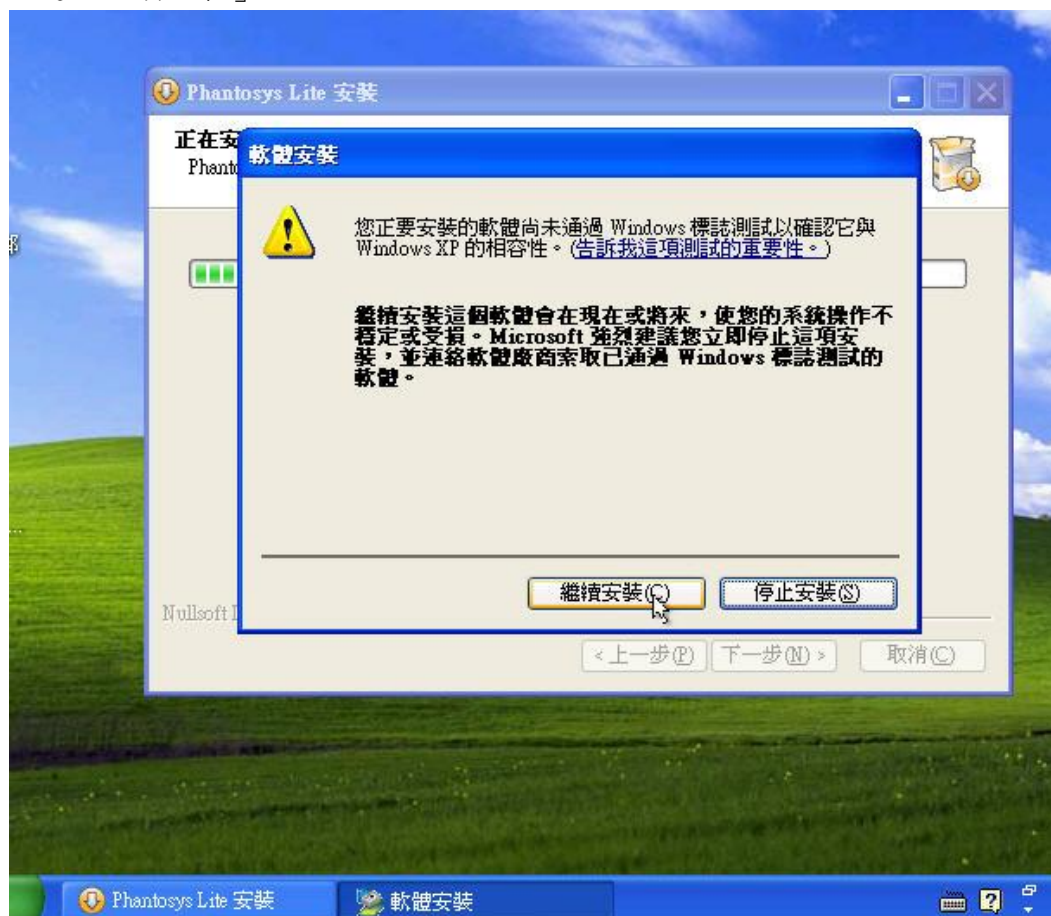 Phantosys Lite 安裝
正在安
Phanto
軟體安裝
您正要安裝的軟體尚未通過 Windows 標誌測試以確認它與
Windows XP 的相容性。(告訴我這項測試的重要性。)
繼續安裝這個軟體會在現在或將來，使您的系統操作不
穩定或受損。Microsoft 強烈建議您立即停止這項安
裝，並連絡軟體廠商索取已通過 Windows 標誌測試的
軟體。
繼續安裝(C)
停止安裝(S)
Nullsoft I
< 上一步(P)
下一步(N) >
取消(C)
Phantosys Lite 安裝
軟體安裝